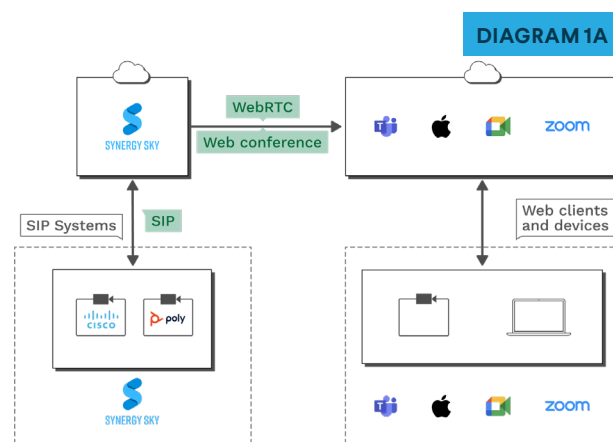 DIAGRAM 1A
SYNERGY SKY
WebRTC
Web conference
zoom
SIP Systems
SIP
Web clients
and devices
CISCO
poly
SYNERGY SKY
zoom